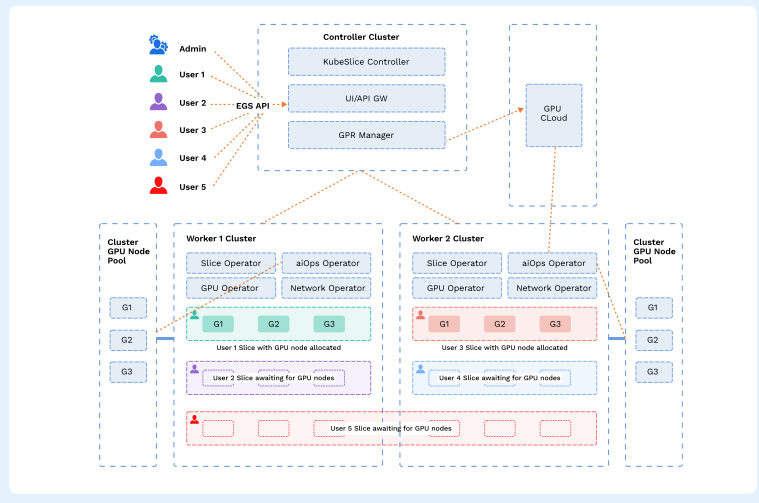 Admin
User 1
User 2
User 3
User 4
User 5
EGS API
Controller Cluster
KubeSlice Controller
UI/API GW
GPR Manager
GPU
CLoud
Cluster
GPU Node
Pool
G1
G2
G3
Worker 1 Cluster
Slice Operator
aiOps Operator
GPU Operator
Network Operator
G1
G2
G3
User 1 Slice with GPU node allocated
User 2 Slice awaiting for GPU nodes
Worker 2 Cluster
Slice Operator
aiOps Operator
GPU Operator
Network Operator
G1
G2
G3
User 3 Slice with GPU node allocated
User 4 Slice awaiting for GPU nodes
User 5 Slice awaiting for GPU nodes
Cluster
GPU Node
Pool
G1
G2
G3